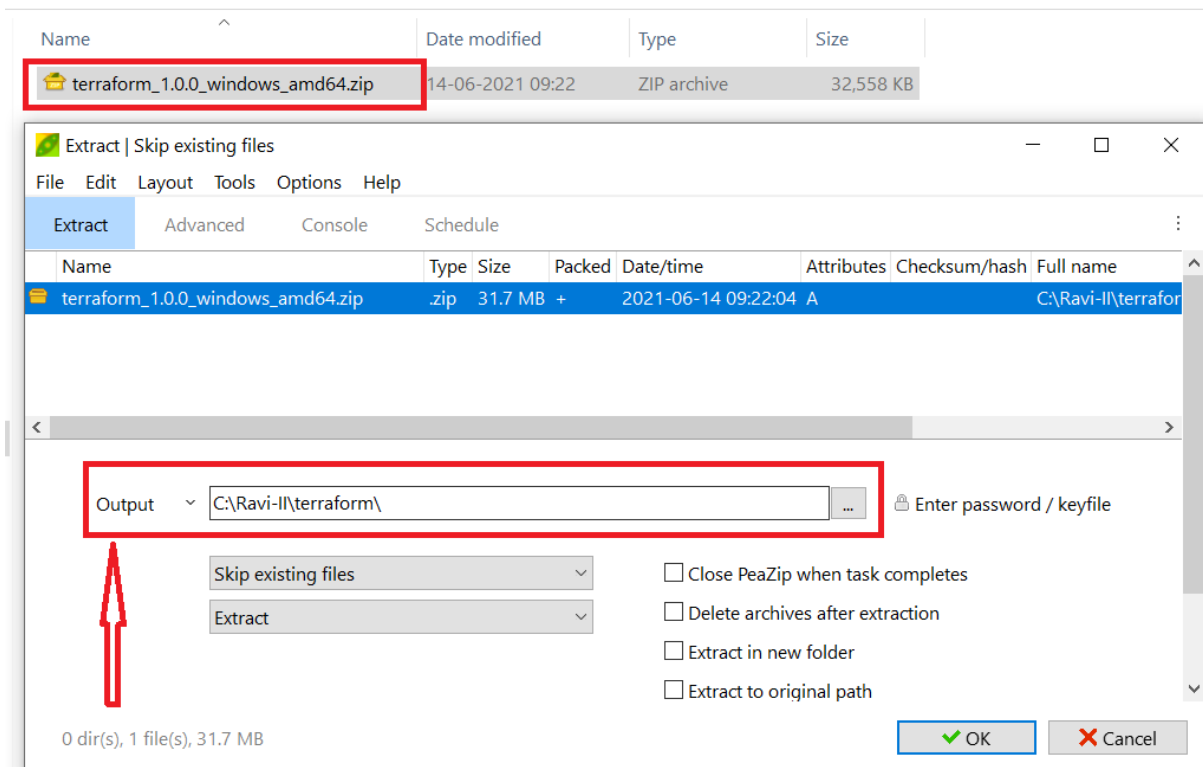 Name Date modified Type Size
terraform_1.0.0_windows_amd64.zip 14-06-2021 09:22 ZIP archive 32,558 KB
Extract | Skip existing files
File Edit Layout Tools Options Help
Extract Advanced Console Schedule
Name Type Size Packed Date/time Attributes Checksum/hash Full name
terraform_1.0.0_windows_amd64.zip .zip 31.7 MB + 2021-06-14 09:22:04 A C:\Ravi-II\terrafor
Output C:\Ravi-II\terraform\ ... Enter password / keyfile
Skip existing files Close PeaZip when task completes
Extract Delete archives after extraction
Extract in new folder
Extract to original path
0 dir(s), 1 file(s), 31.7 MB OK Cancel